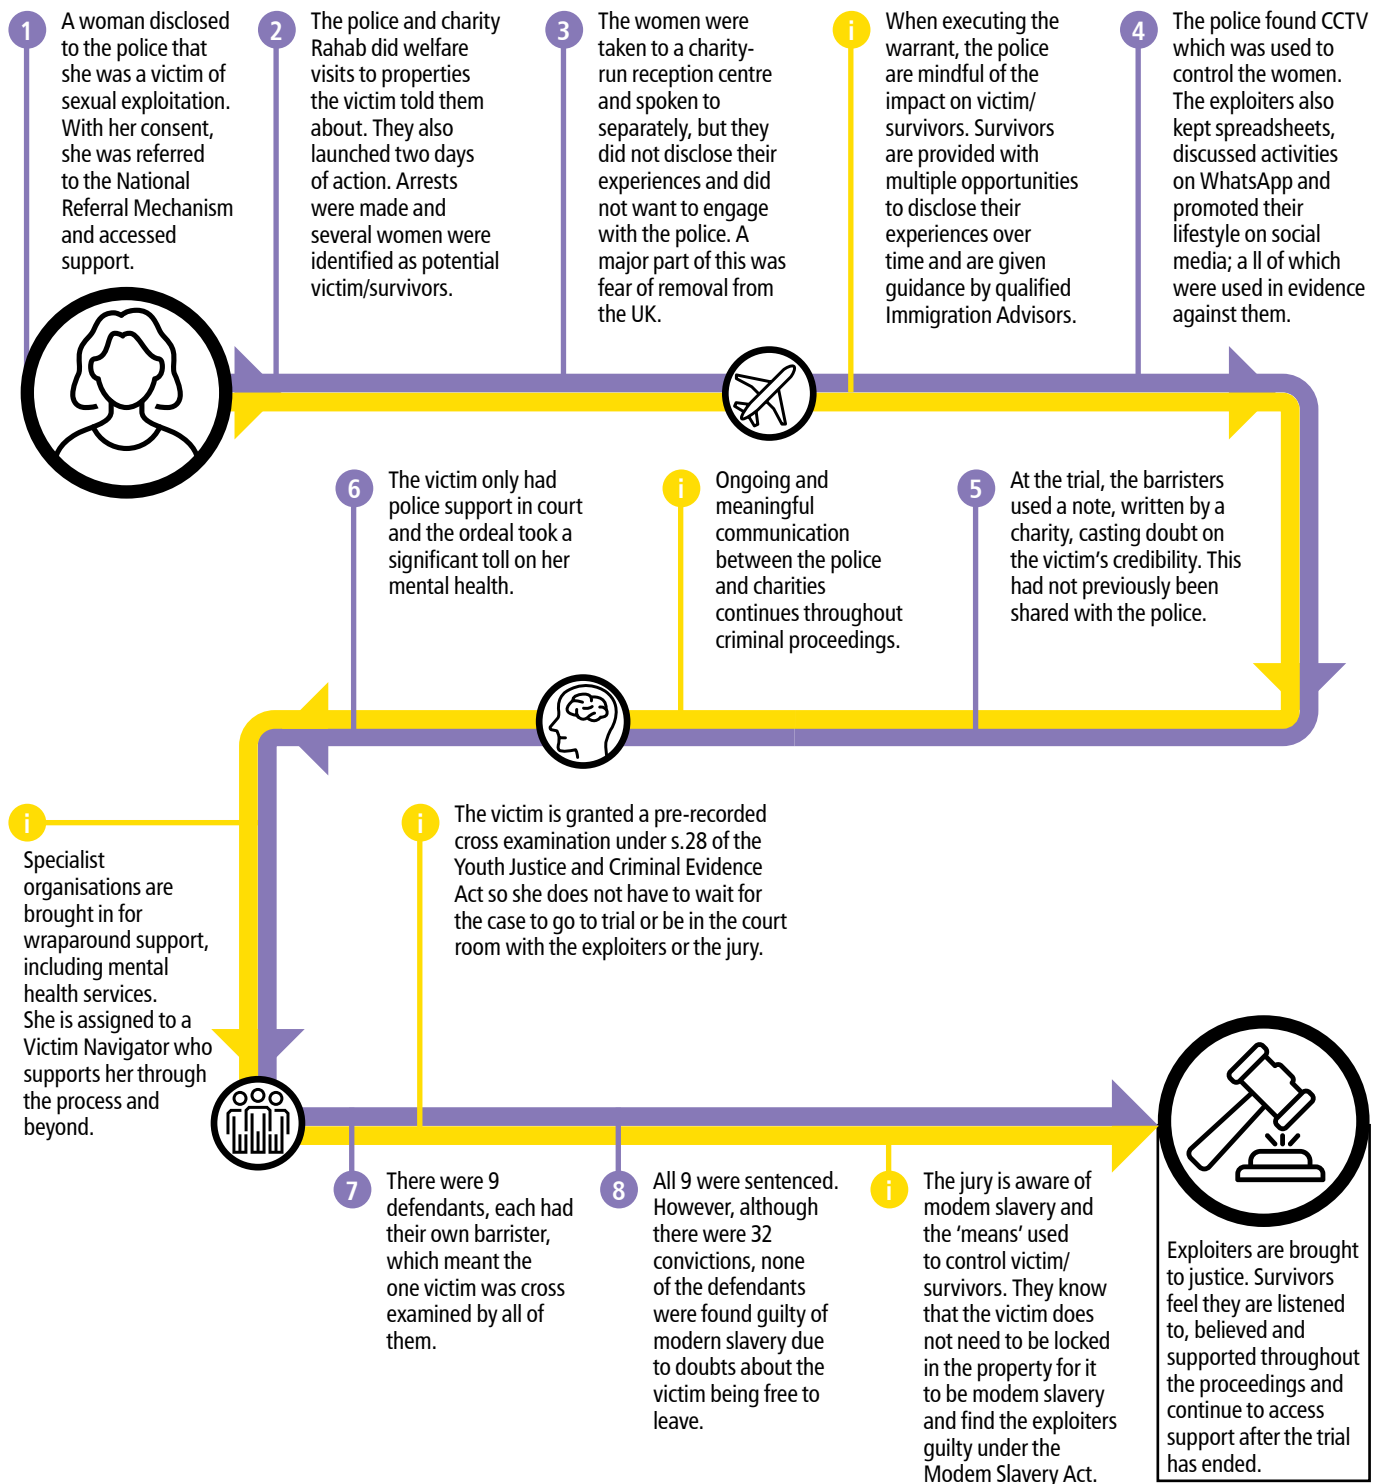 1
A woman disclosed
to the police that
she was a victim of
sexual exploitation.
With her consent,
she was referred
to the National
Referral Mechanism
and accessed
support.
2
The police and charity
Rahab did welfare
visits to properties
the victim told them
about. They also
launched two days
of action. Arrests
were made and
several women were
identified as potential
victim/survivors.
3
The women were
taken to a charity-
run reception centre
and spoken to
separately, but they
did not disclose their
experiences and did
not want to engage
with the police. A
major part of this was
fear of removal from
the UK.
i
When executing the
warrant, the police
are mindful of the
impact on victim/
survivors. Survivors
are provided with
multiple opportunities
to disclose their
experiences over
time and are given
guidance by qualified
Immigration Advisors.
4
The police found CCTV
which was used to
control the women.
The exploiters also
kept spreadsheets,
discussed activities
on WhatsApp and
promoted their
lifestyle on social
media; a ll of which
were used in evidence
against them.
6
The victim only had
police support in court
and the ordeal took a
significant toll on her
mental health.
i
Ongoing and
meaningful
communication
between the police
and charities
continues throughout
criminal proceedings.
5
At the trial, the barristers
used a note, written by a
charity, casting doubt on
the victim's credibility. This
had not previously been
shared with the police.
i
Specialist
organisations are
brought in for
wraparound support,
including mental
health services.
She is assigned to a
Victim Navigator who
supports her through
the process and
beyond.
i
The victim is granted a pre-recorded
cross examination under s.28 of the
Youth Justice and Criminal Evidence
Act so she does not have to wait for
the case to go to trial or be in the court
room with the exploiters or the jury.
7
There were 9
defendants, each had
their own barrister,
which meant the
one victim was cross
examined by all of
them.
8
All 9 were sentenced.
However, although
there were 32
convictions, none
of the defendants
were found guilty of
modern slavery due
to doubts about the
victim being free to
leave.
i
The jury is aware of
modem slavery and
the 'means' used
to control victim/
survivors. They know
that the victim does
not need to be locked
in the property for it
to be modem slavery
and find the exploiters
guilty under the
Modem Slavery Act.
Exploiters are brought
to justice. Survivors
feel they are listened
to, believed and
supported throughout
the proceedings and
continue to access
support after the trial
has ended.